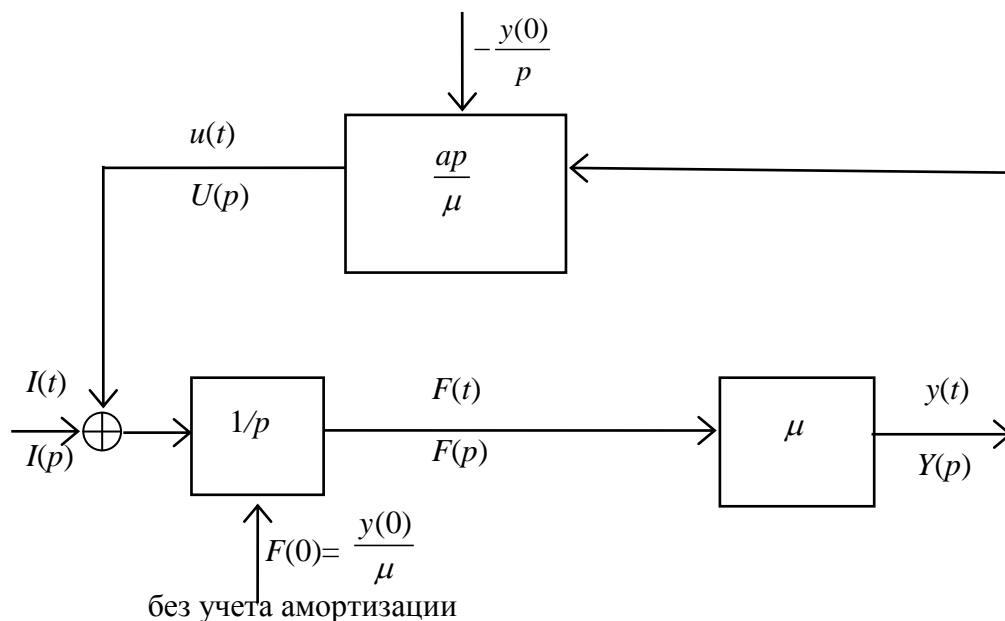 − y(0)/p
u(t)
U(p)
ap/μ
I(t)
I(p)
1/p
F(t)
F(p)
μ
y(t)
Y(p)
F(0)= y(0)/μ
без учета амортизации